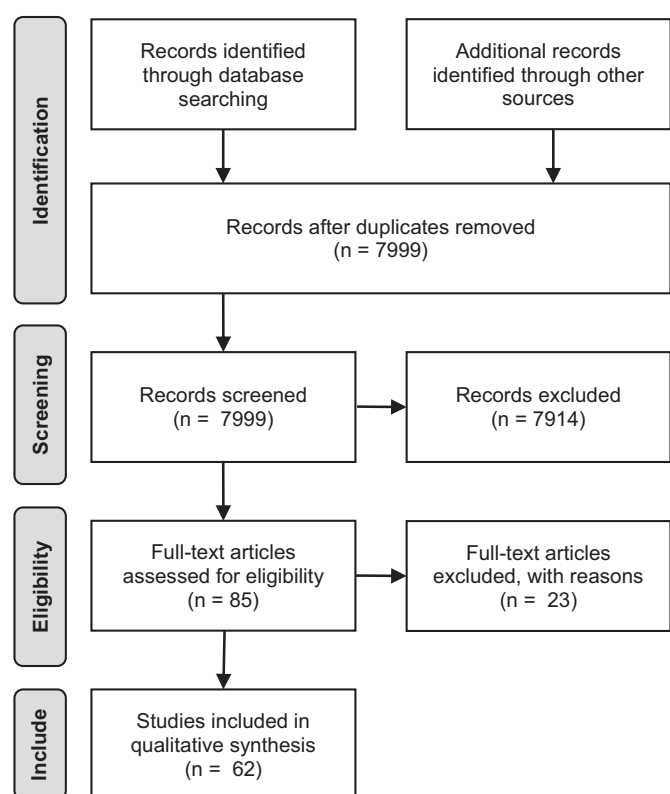 Identification
Records identified
through database
searching
Additional records
identified through other
sources
Records after duplicates removed
(n = 7999)
Screening
Records screened
(n = 7999)
Records excluded
(n = 7914)
Eligibility
Full-text articles
assessed for eligibility
(n = 85)
Full-text articles
excluded, with reasons
(n = 23)
Include
Studies included in
qualitative synthesis
(n = 62)